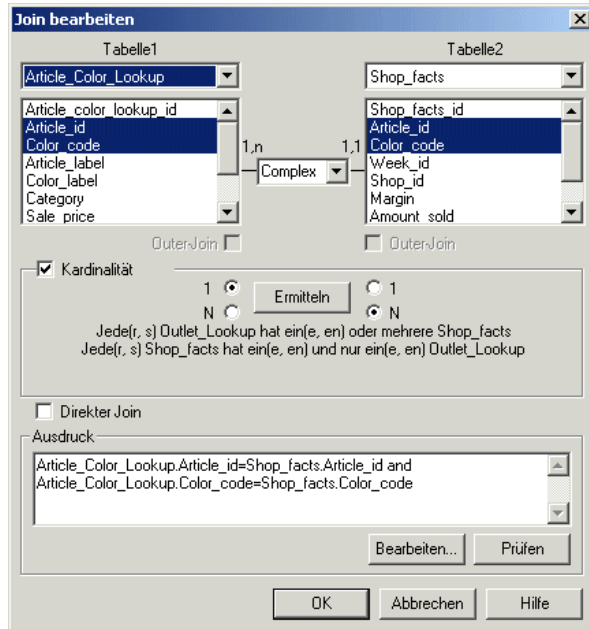 Join bearbeiten
Tabelle1
Tabelle2
Article_Color_Lookup
Shop_facts
Article_color_lookup_id
Article_id
Color_code
Article_label
Color_label
Category
Sale_price
1,n
Complex
1,1
Shop_facts_id
Article_id
Color_code
Week_id
Shop_id
Margin
Amount_sold
Outer-Join
Outer-Join
Kardinalität
1
N
Ermitteln
1
N
Jede(r, s) Outlet_Lookup hat ein(e, en) oder mehrere Shop_facts
Jede(r, s) Shop_facts hat ein(e, en) und nur ein(e, en) Outlet_Lookup
Direkter Join
Ausdruck
Article_Color_Lookup.Article_id=Shop_facts.Article_id and
Article_Color_Lookup.Color_code=Shop_facts.Color_code
Bearbeiten...
Prüfen
OK
Abbrechen
Hilfe